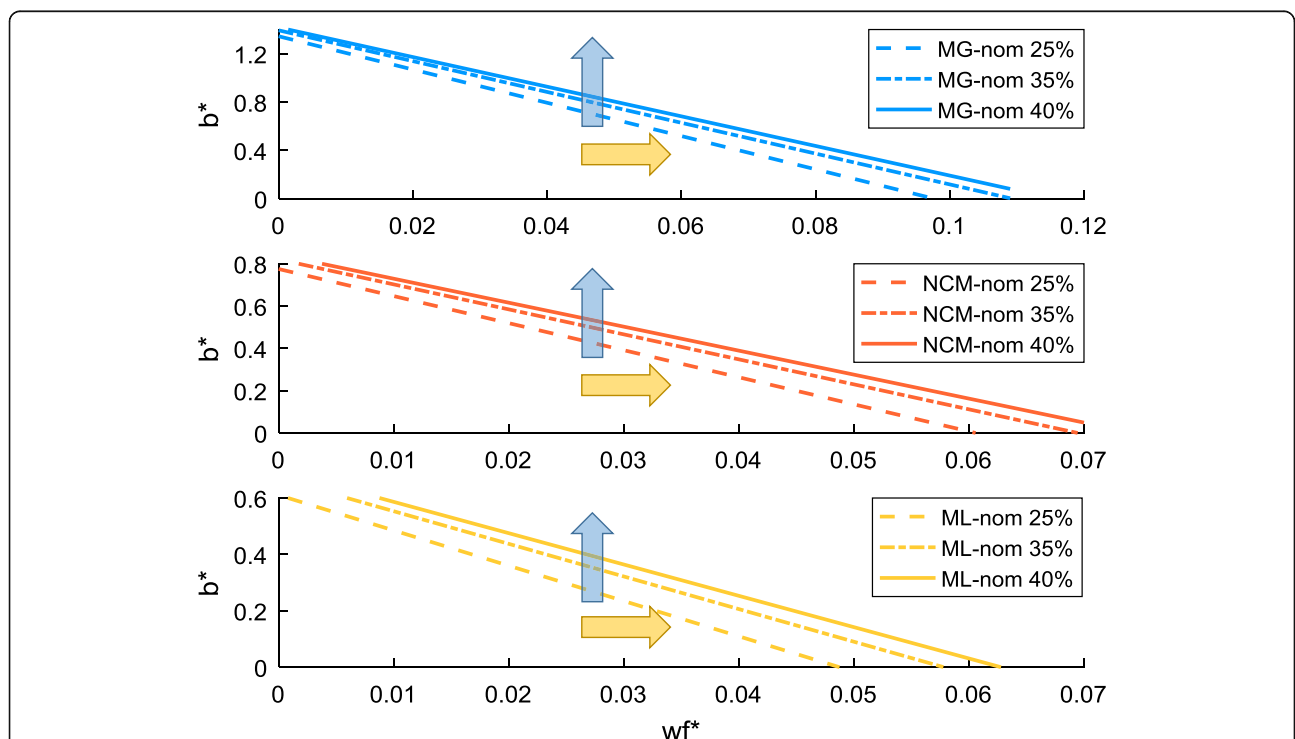 1.2
0.8
0.4
0
b*
0 0.02 0.04 0.06 0.08 0.1 0.12
MG-nom 25%
MG-nom 35%
MG-nom 40%
0.8
0.6
0.4
0.2
0
b*
0 0.01 0.02 0.03 0.04 0.05 0.06 0.07
NCM-nom 25%
NCM-nom 35%
NCM-nom 40%
0.6
0.4
0.2
0
b*
0 0.01 0.02 0.03 0.04 0.05 0.06 0.07
ML-nom 25%
ML-nom 35%
ML-nom 40%
wf*